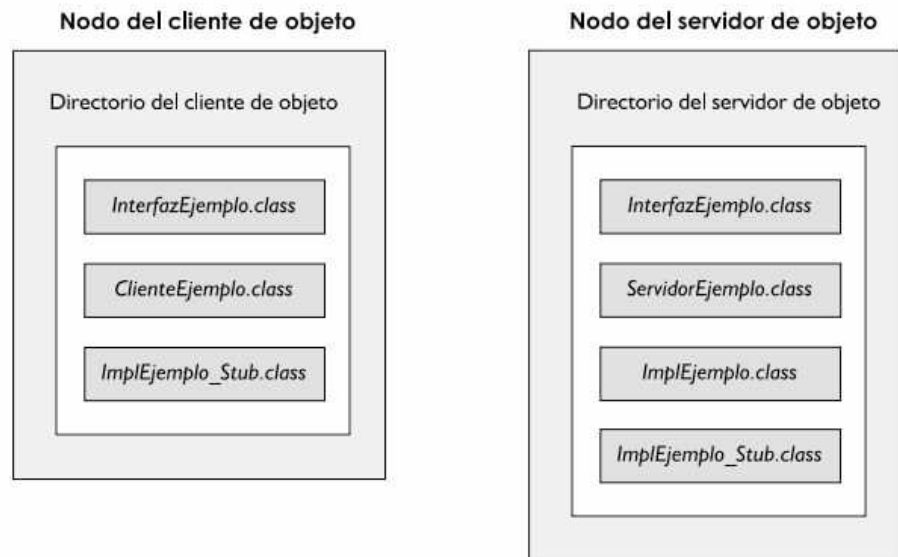 Nodo del cliente de objeto
Directorio del cliente de objeto
InterfazEjemplo.class
ClienteEjemplo.class
ImplEjemplo_Stub.class
Nodo del servidor de objeto
Directorio del servidor de objeto
InterfazEjemplo.class
ServidorEjemplo.class
ImplEjemplo.class
ImplEjemplo_Stub.class